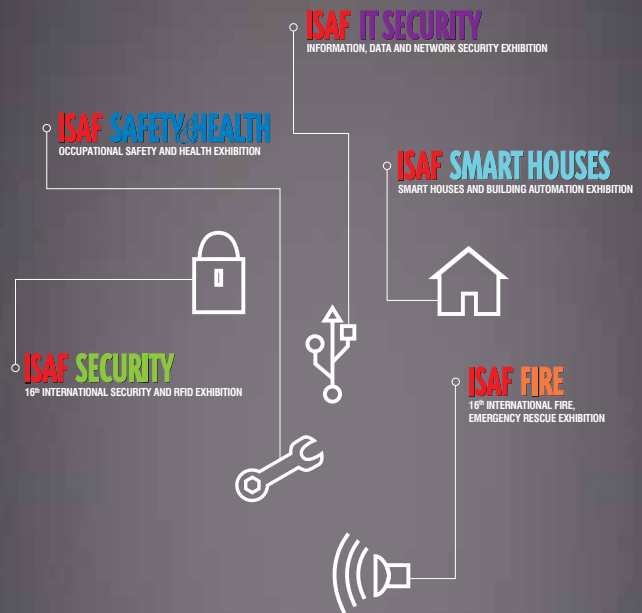 ISAF IT SECURITY
INFORMATION, DATA AND NETWORK SECURITY EXHIBITION
ISAF SAFETY&HEALTH
OCCUPATIONAL SAFETY AND HEALTH EXHIBITION
ISAF SMART HOUSES
SMART HOUSES AND BUILDING AUTOMATION EXHIBITION
ISAF SECURITY
16th INTERNATIONAL SECURITY AND RFID EXHIBITION
ISAF FIRE
16th INTERNATIONAL FIRE,
EMERGENCY RESCUE EXHIBITION